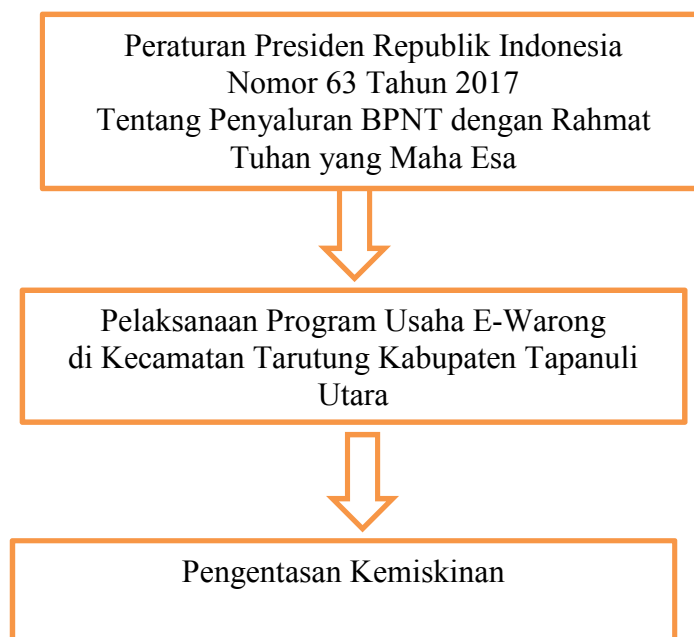 Peraturan Presiden Republik Indonesia
Nomor 63 Tahun 2017
Tentang Penyaluran BPNT dengan Rahmat
Tuhan yang Maha Esa
Pelaksanaan Program Usaha E-Warong
di Kecamatan Tarutung Kabupaten Tapanuli
Utara
Pengentasan Kemiskinan